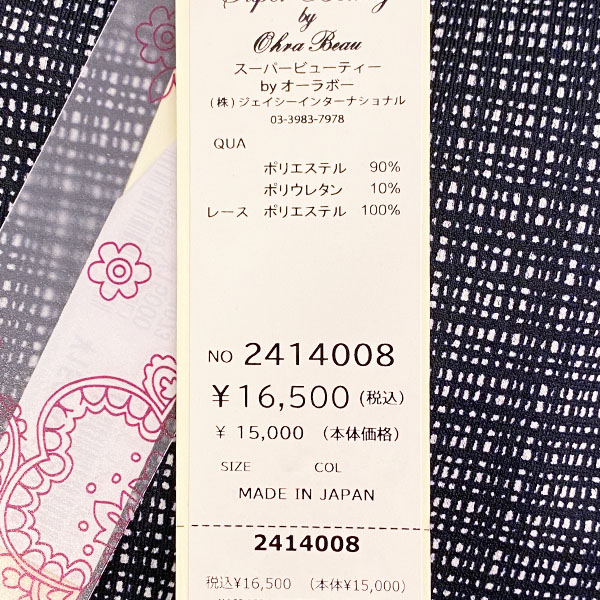 by
Ohra Beau
スーパービューティー
by オーラボー
(株)ジェイシーインターナショナル
03-3983-7978
QUA
ポリエステル 90%
ポリウレタン 10%
レース ポリエステル 100%
NO 2414008
¥16,500 (税込)
¥ 15,000 (本体価格)
SIZE COL
MADE IN JAPAN
2414008
税込¥16,500 (本体¥15,000)